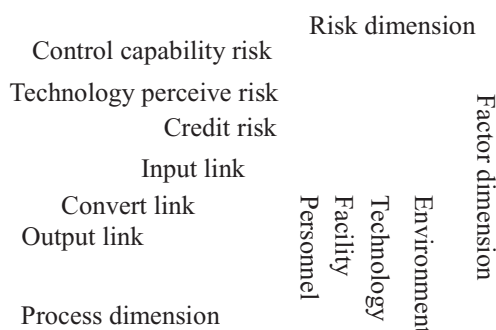 Risk dimension
Control capability risk
Technology perceive risk
Credit risk
Input link
Convert link
Output link
Process dimension
Personnel
Facility
Technology
Environment
Factor dimension